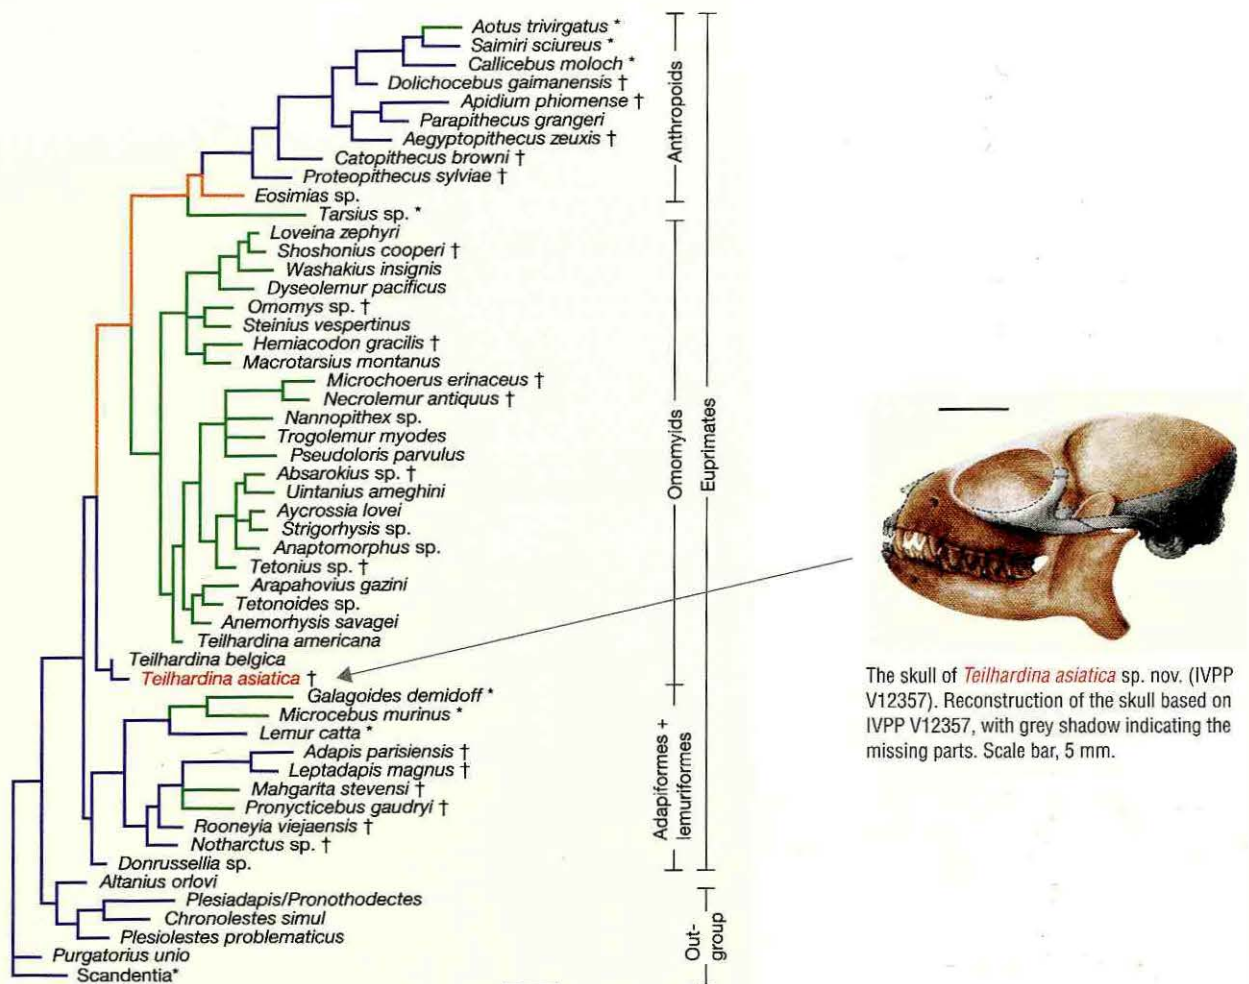 Aotus trivirgatus *
Saimiri sciureus *
Callicebus moloch *
Dolichocebus gaimanensis †
Apidium phiomense †
Parapithecus grangeri
Aegyptopithecus zeuxis †
Catopithecus browni †
Proteopithecus sylviae †
Eosimias sp.
Tarsius sp. *
Loveina zephyri
Shoshonius cooperi †
Washakius insignis
Dyseolemur pacificus
Omomys sp. †
Steinius vespertinus
Hemiacodon gracilis †
Macrotarsius montanus
Microchoerus erinaceus †
Necrolemur antiquus †
Nannopithex sp.
Trogolemur myodes
Pseudoloris parvulus
Absarokius sp. †
Uintanius ameghini
Aycrossia lovei
Strigorhysis sp.
Anaptomorphus sp.
Tetonius sp. †
Arapahovius gazini
Tetonoides sp.
Anemorhysis savagei
Teilhardina americana
Teilhardina belgica
Teilhardina asiatica †
Galagoides demidoff *
Microcebus murinus *
Lemur catta *
Adapis parisiensis †
Leptadapis magnus †
Mahgarita stevensi †
Pronycticebus gaudryi †
Rooneyia viejaensis †
Notharctus sp. †
Donrussellia sp.
Altanius orlovi
Plesiadapis/Pronothodectes
Chronolestes simul
Plesiolestes problematicus
Purgatorius unio
Scandentia*
Anthropoids
Omomyids
Adapiformes +
lemuriformes
Euprimates
Out-
group
The skull of Teilhardina asiatica sp. nov. (IVPP
V12357). Reconstruction of the skull based on
IVPP V12357, with grey shadow indicating the
missing parts. Scale bar, 5 mm.